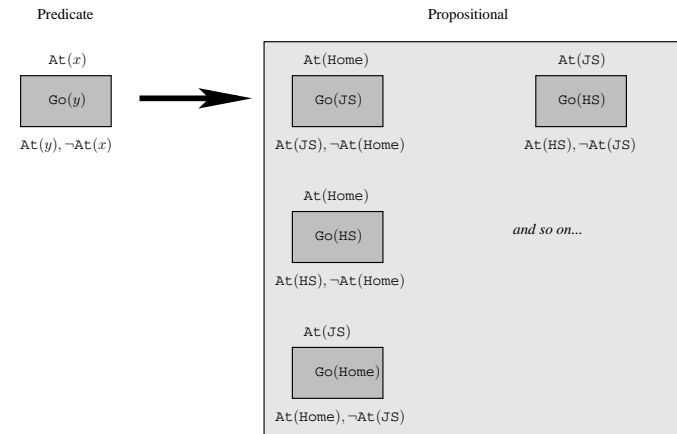 Predicate
Propositional
At(x)
Go(y)
At(y), ¬At(x)
At(Home)
Go(JS)
At(JS), ¬At(Home)
At(JS)
Go(HS)
At(HS), ¬At(JS)
At(Home)
Go(HS)
At(HS), ¬At(Home)
and so on...
At(JS)
Go(Home)
At(Home), ¬At(JS)